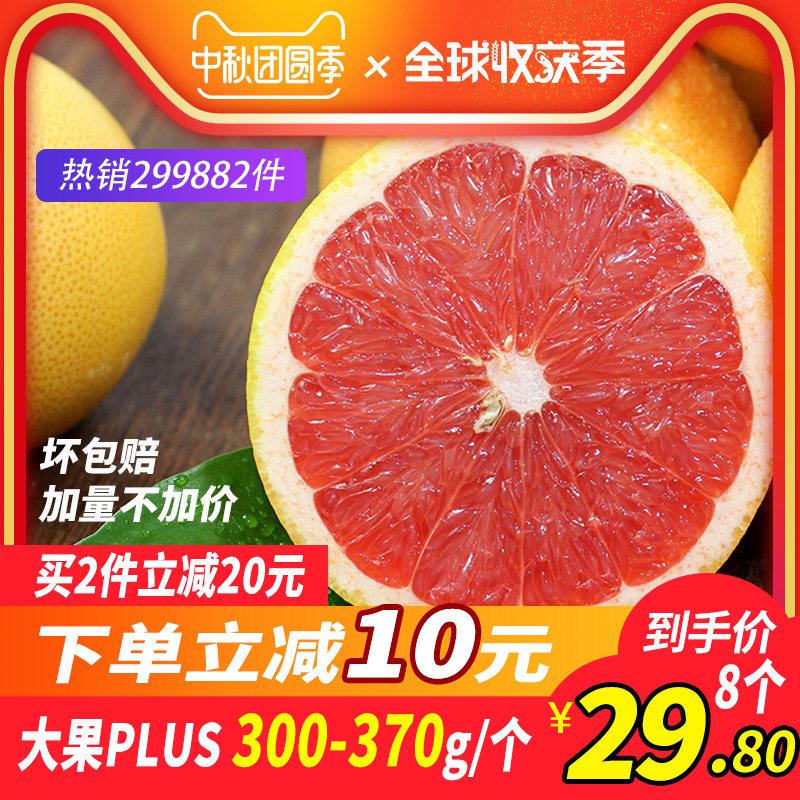 中秋团圆季 × 全球收获季
热销299882件
坏包赔
加量不加价
买2件立减20元
下单立减10元
到手价
8个
大果PLUS 300-370g/个
¥29.80